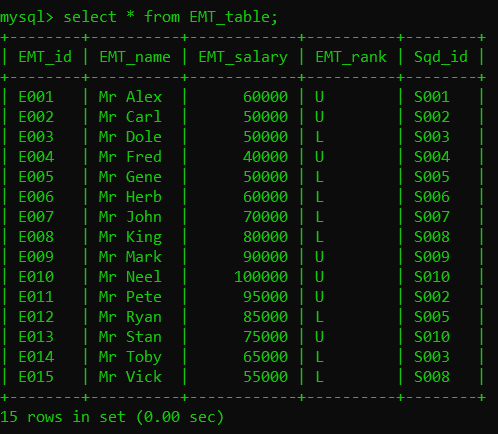 mysql> select * from EMT_table;
+--------+----------+------------+----------+--------+
| EMT_id | EMT_name | EMT_salary | EMT_rank | Sqd_id |
+--------+----------+------------+----------+--------+
| E001   | Mr Alex  |      60000 | U        | S001   |
| E002   | Mr Carl  |      50000 | U        | S002   |
| E003   | Mr Dole  |      50000 | L        | S003   |
| E004   | Mr Fred  |      40000 | U        | S004   |
| E005   | Mr Gene  |      50000 | L        | S005   |
| E006   | Mr Herb  |      60000 | L        | S006   |
| E007   | Mr John  |      70000 | L        | S007   |
| E008   | Mr King  |      80000 | L        | S008   |
| E009   | Mr Mark  |      90000 | U        | S009   |
| E010   | Mr Neel  |     100000 | U        | S010   |
| E011   | Mr Pete  |      95000 | U        | S002   |
| E012   | Mr Ryan  |      85000 | L        | S005   |
| E013   | Mr Stan  |      75000 | U        | S010   |
| E014   | Mr Toby  |      65000 | L        | S003   |
| E015   | Mr Vick  |      55000 | L        | S008   |
+--------+----------+------------+----------+--------+
15 rows in set (0.00 sec)